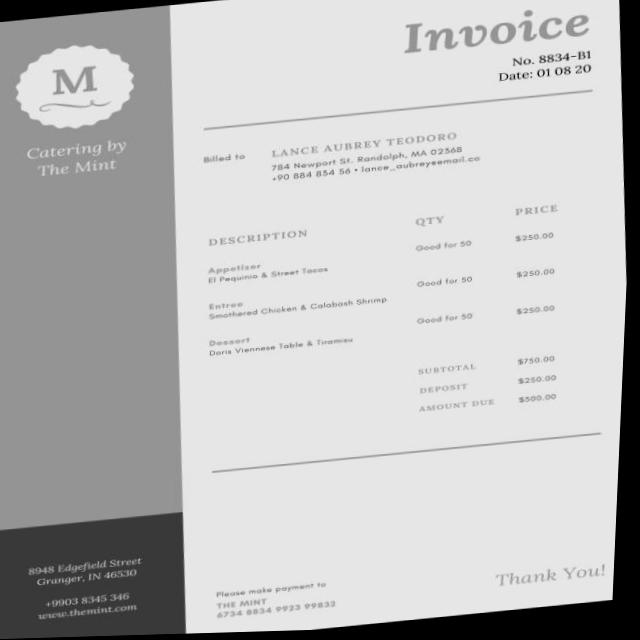 M
Catering by
The Mint
Invoice
No. 8834-B1
Date: 01 08 20
Billed to
LANCE AUBREY TEODORO
784 Newport St. Randolph, MA 02368
+90 884 834 56 • lance_aubrey@email.co
DESCRIPTION QTY PRICE
Appetizer
El Pequinio & Street Tacos Good for 50 $250.00
Entree
Smothered Chicken & Calabash Shrimp Good for 50 $250.00
Dessert
Doris Viennese Table & Tiramisu Good for 50 $250.00
SUBTOTAL $750.00
DEPOSIT $250.00
AMOUNT DUE $500.00
8948 Edgefield Street
Granger, IN 46530
+9903 8345 346
www.themint.com
Please make payment to
THE MINT
6734 8834 9923 99832
Thank You!